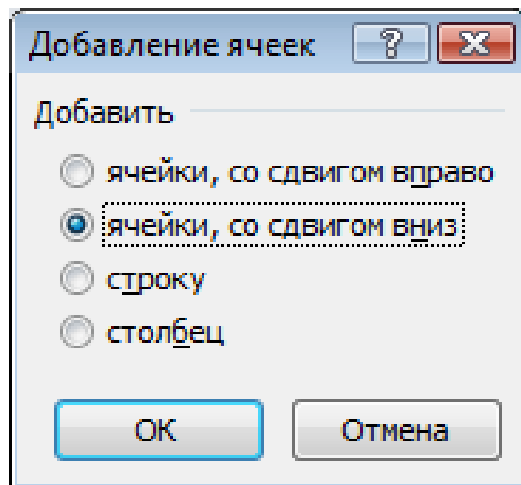 Добавление ячеек ?
Добавить
ячейки, со сдвигом вправо
ячейки, со сдвигом вниз
строку
столбец
ОК Отмена